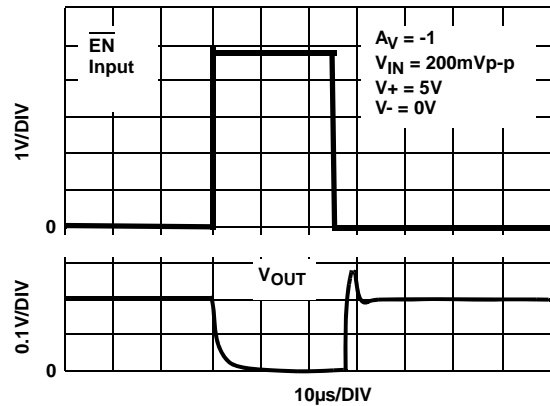 EN
Input
A_V = -1
V_IN = 200mVp-p
V+ = 5V
V- = 0V
1V/DIV
0
V_OUT
0.1V/DIV
0
10µs/DIV